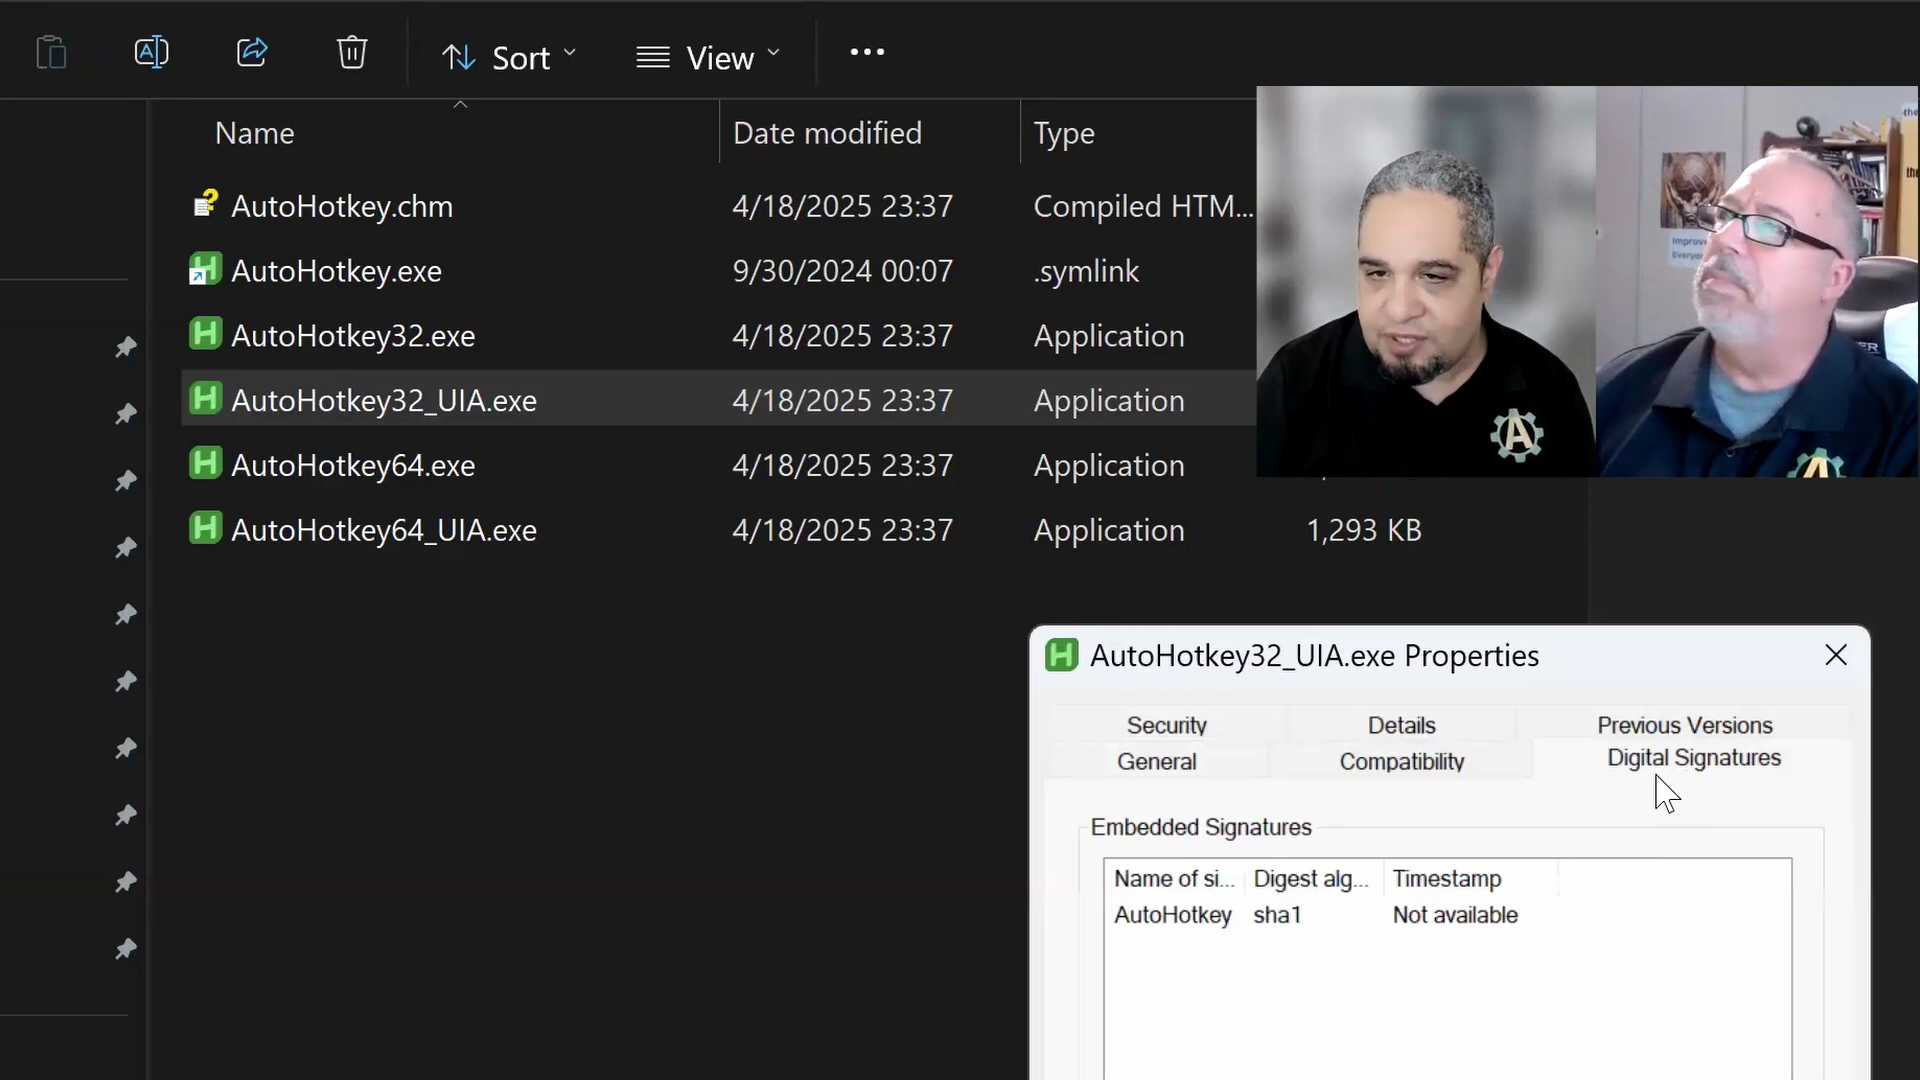 Sort
View
Name
Date modified
Type
AutoHotkey.chm 4/18/2025 23:37 Compiled HTM...
AutoHotkey.exe 9/30/2024 00:07 .symlink
AutoHotkey32.exe 4/18/2025 23:37 Application
AutoHotkey32_UIA.exe 4/18/2025 23:37 Application
AutoHotkey64.exe 4/18/2025 23:37 Application
AutoHotkey64_UIA.exe 4/18/2025 23:37 Application 1,293 KB
the
the
Improve
Everyd
A
A
AutoHotkey32_UIA.exe Properties
Security Details Previous Versions
General Compatibility Digital Signatures
Embedded Signatures
Name of si... Digest alg... Timestamp
AutoHotkey sha1 Not available